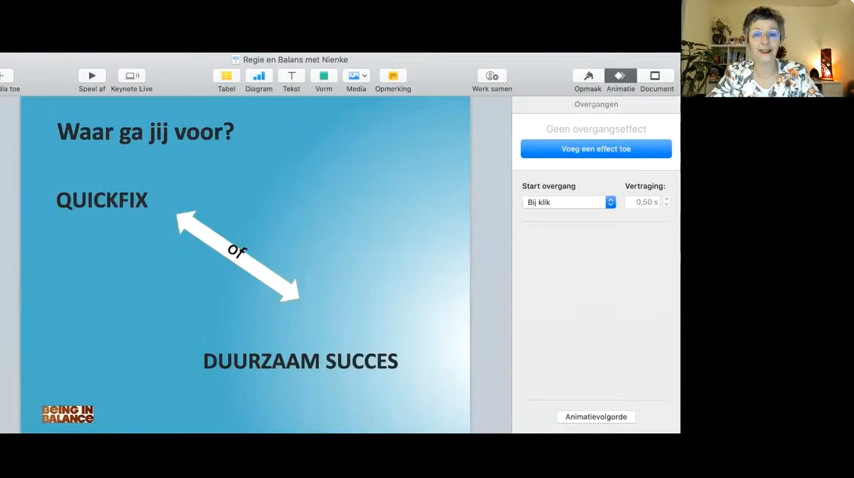 Regie en Balans met Nienke
dia toe
Speel af
Keynote Live
Tabel
Diagram
Tekst
Vorm
Media
Opmerking
Werk samen
Opmaak
Animatie
Document
Overgangen
Geen overgangseffect
Voeg een effect toe
Start overgang
Vertraging:
Bij klik
0,50 s
Waar ga jij voor?
QUICKFIX
of
DUURZAAM SUCCES
BEING IN
BALANCE
Animatievolgorde